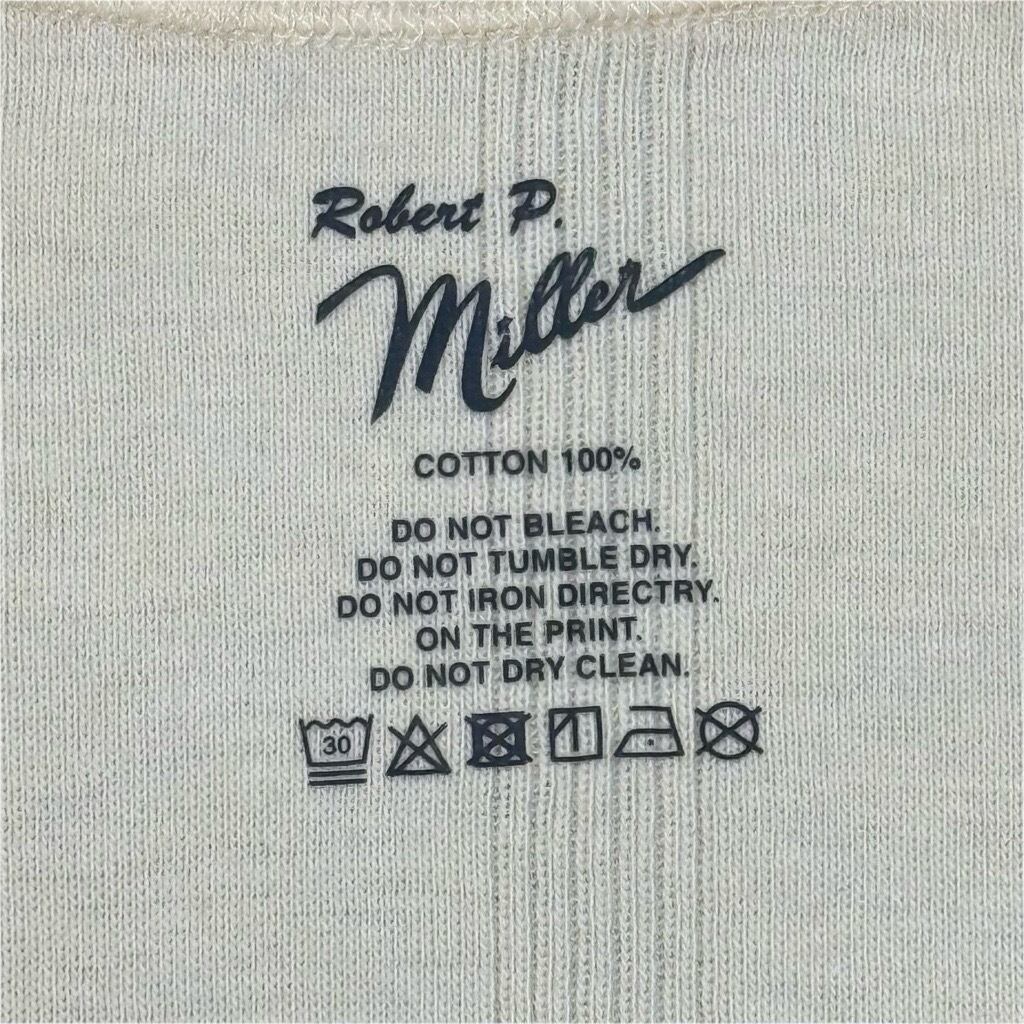 Robert P.
Miller
COTTON 100%
DO NOT BLEACH.
DO NOT TUMBLE DRY.
DO NOT IRON DIRECTRY.
ON THE PRINT.
DO NOT DRY CLEAN.
30